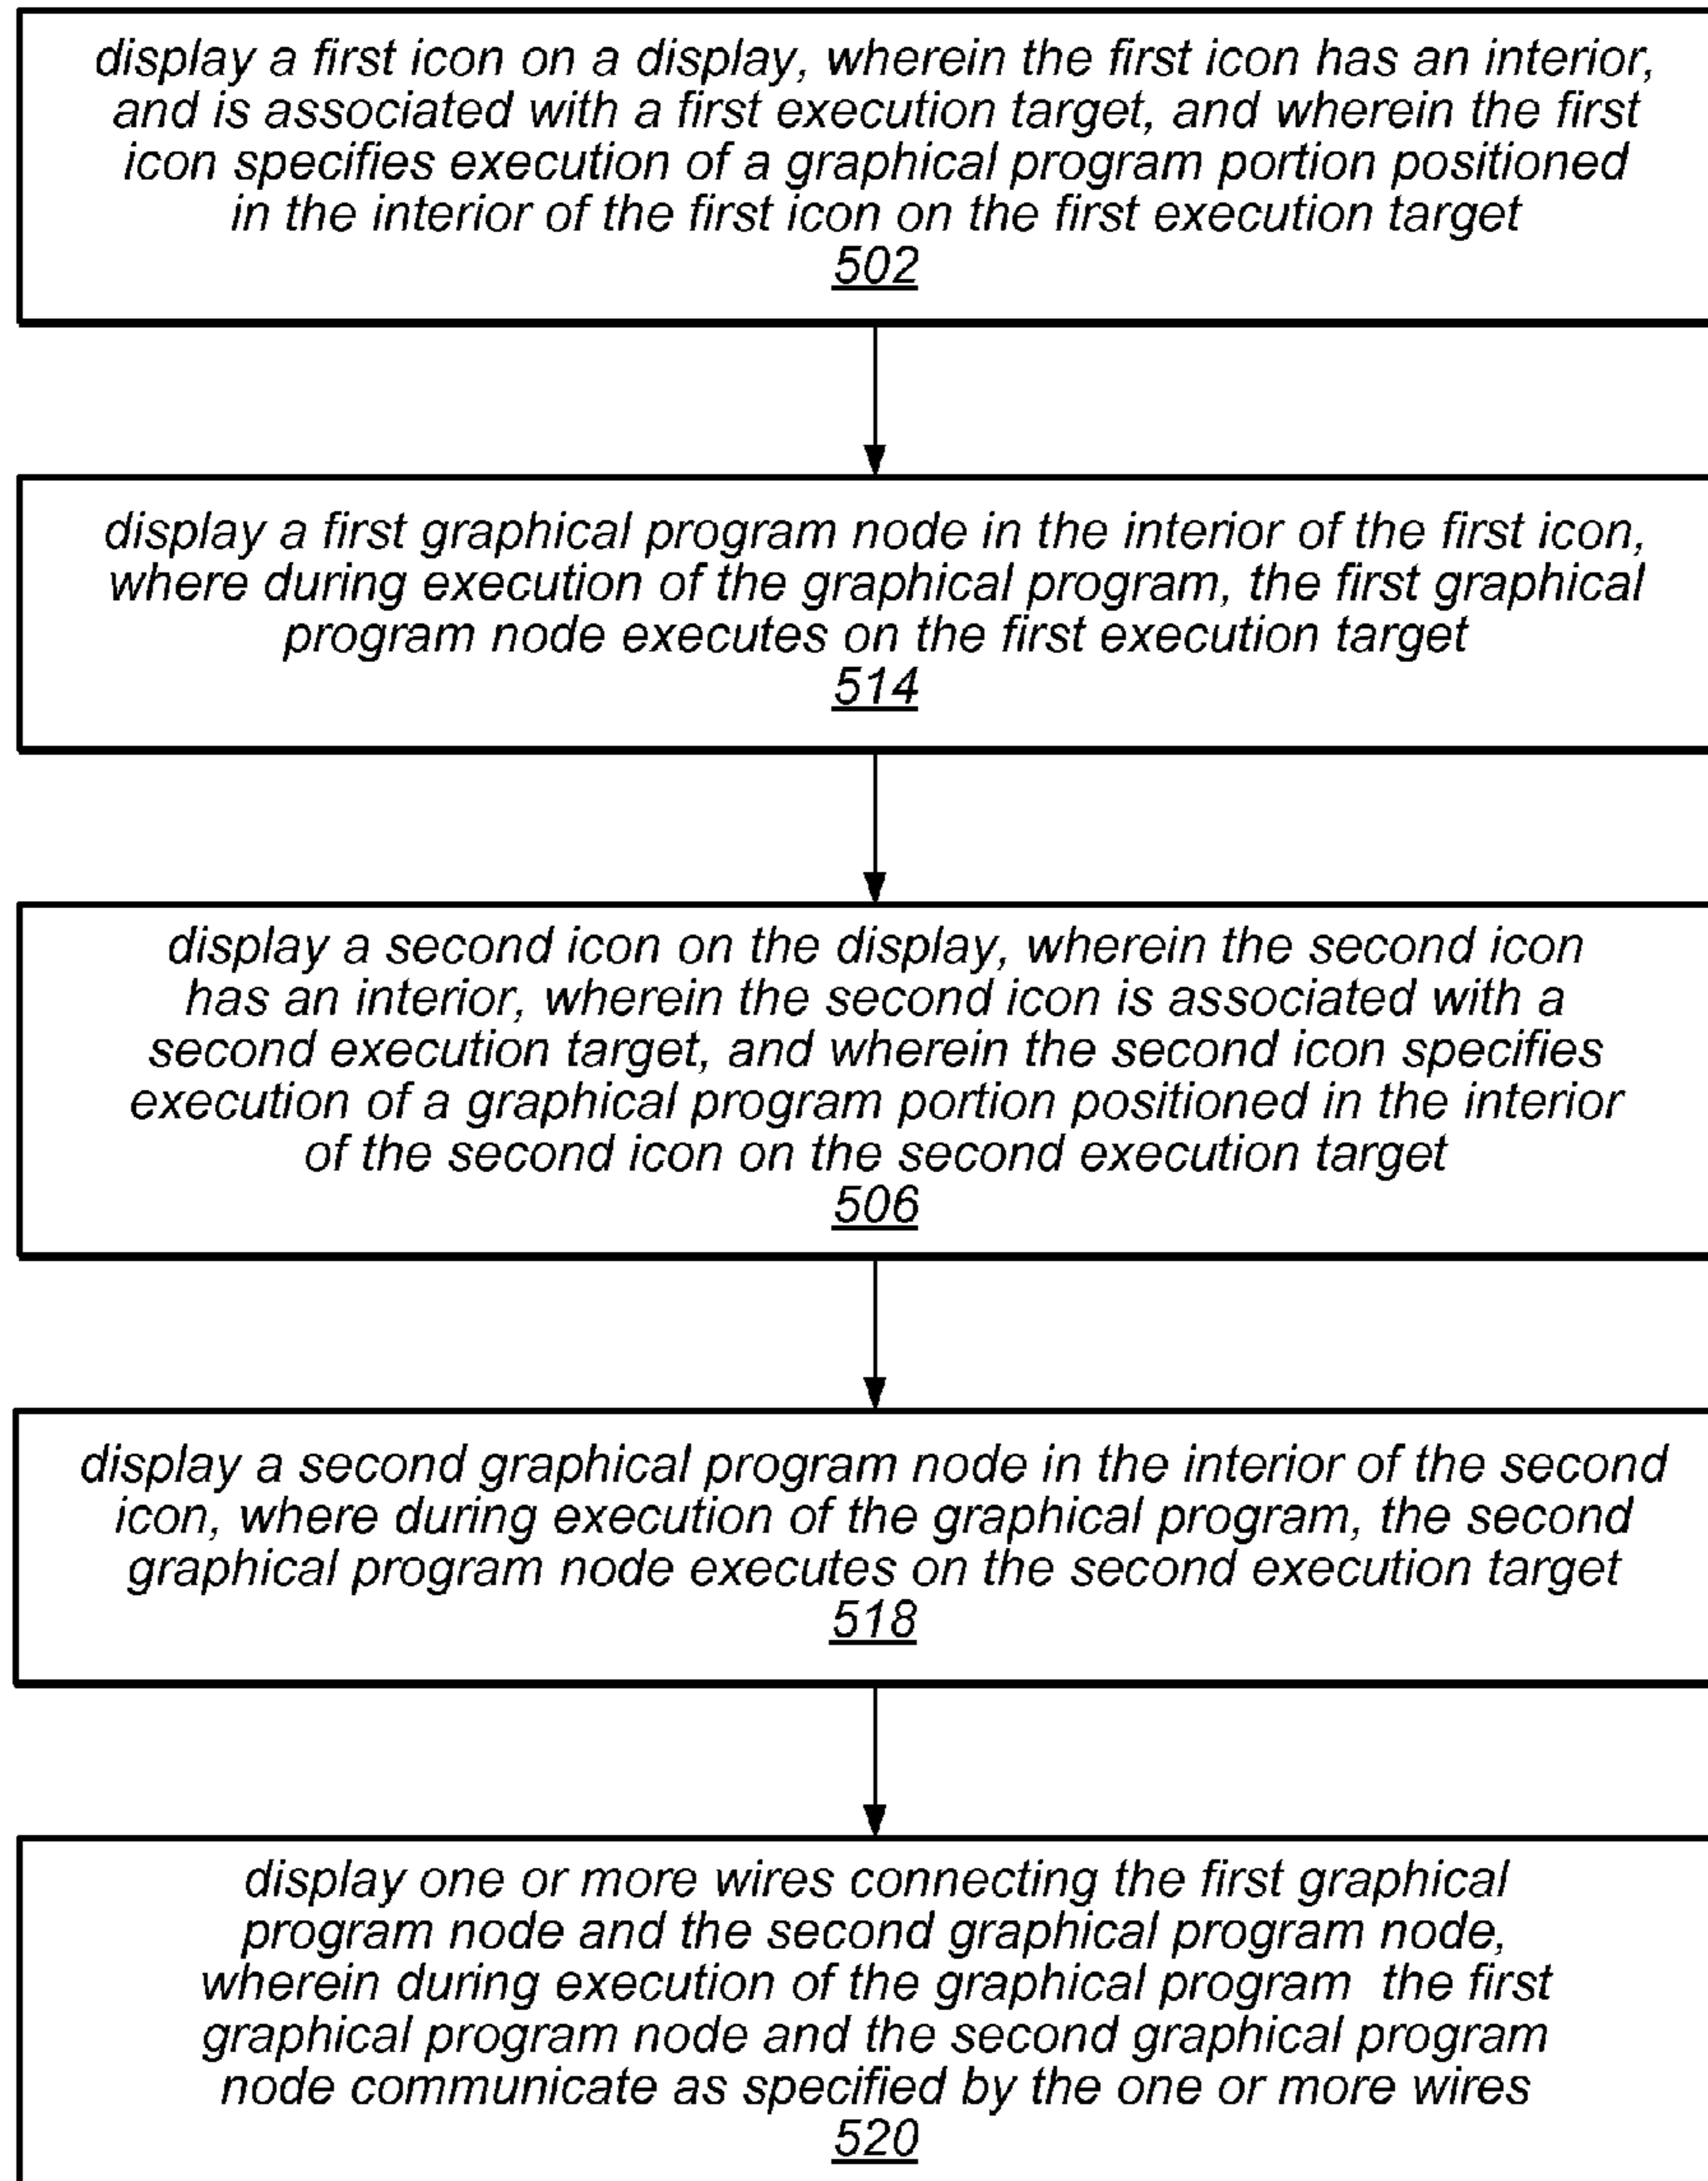 display a first icon on a display, wherein the first icon has an interior,
and is associated with a first execution target, and wherein the first
icon specifies execution of a graphical program portion positioned
in the interior of the first icon on the first execution target
502
display a first graphical program node in the interior of the first icon,
where during execution of the graphical program, the first graphical
program node executes on the first execution target
514
display a second icon on the display, wherein the second icon
has an interior, wherein the second icon is associated with a
second execution target, and wherein the second icon specifies
execution of a graphical program portion positioned in the interior
of the second icon on the second execution target
506
display a second graphical program node in the interior of the second
icon, where during execution of the graphical program, the second
graphical program node executes on the second execution target
518
display one or more wires connecting the first graphical
program node and the second graphical program node,
wherein during execution of the graphical program the first
graphical program node and the second graphical program
node communicate as specified by the one or more wires
520